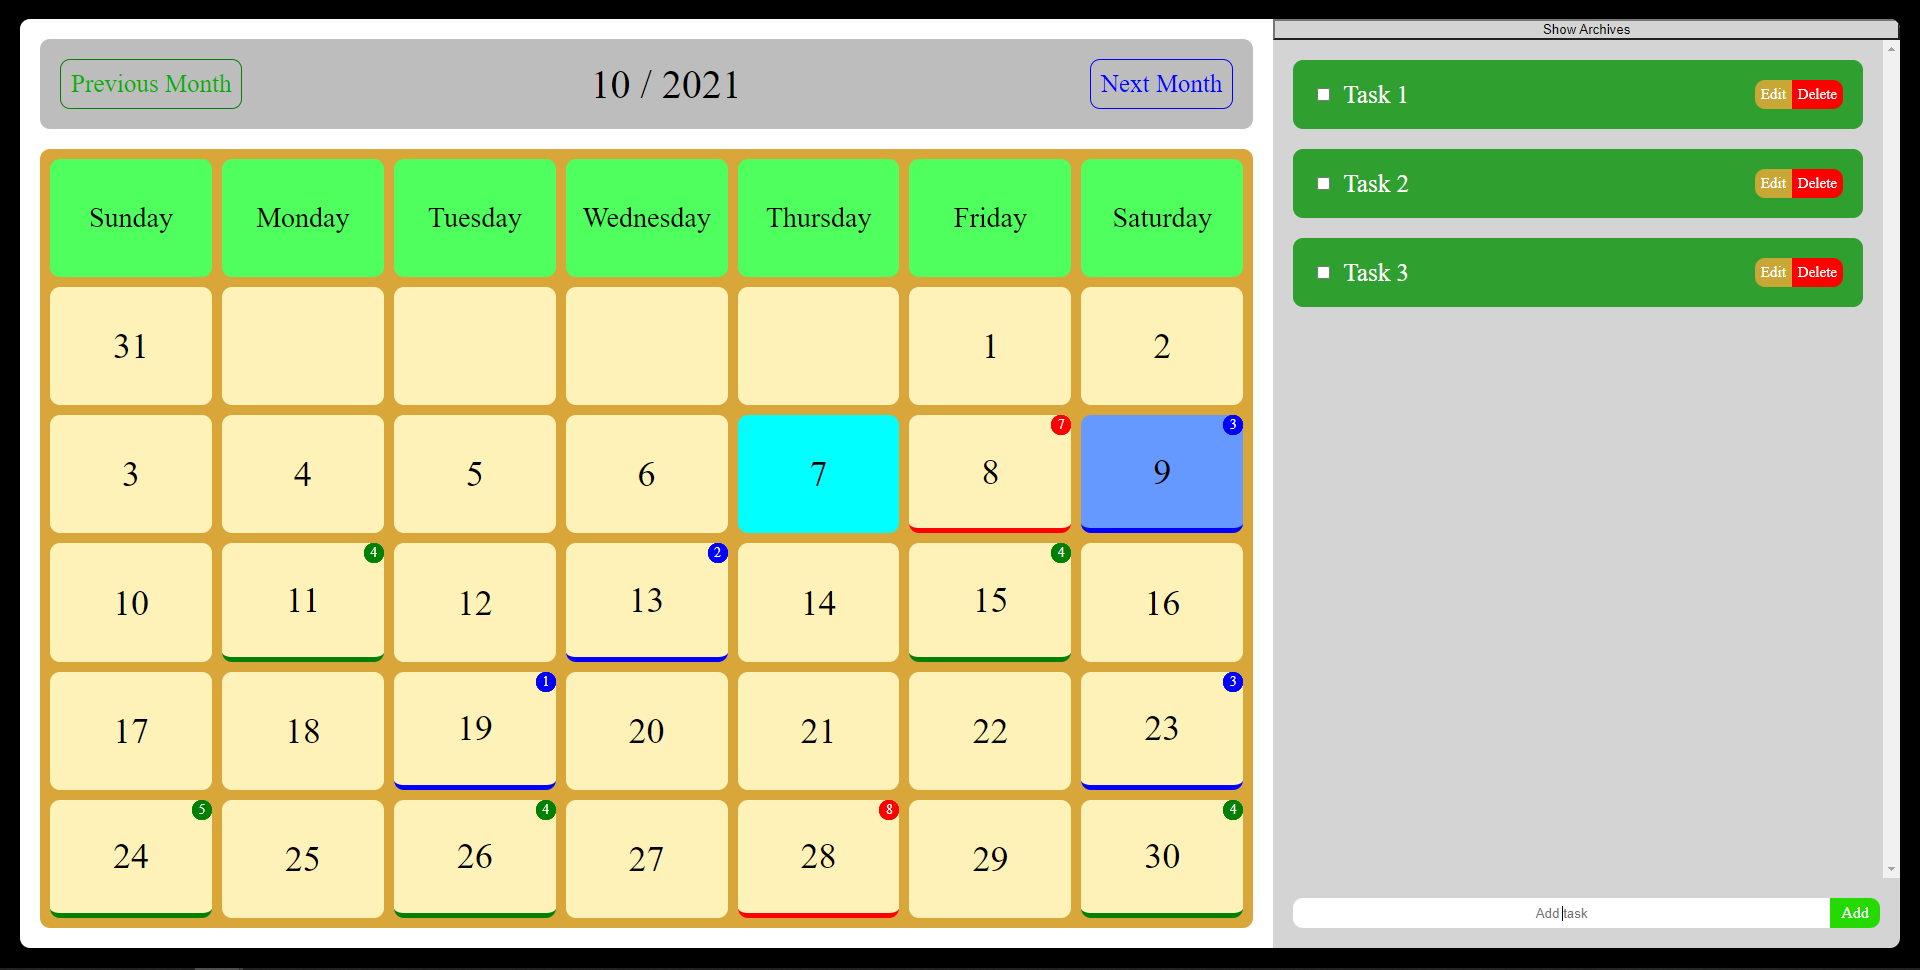 Show Archives
Previous Month
10 / 2021
Next Month
Sunday Monday Tuesday Wednesday Thursday Friday Saturday
31 1 2
3 4 5 6 7 8 7 9 3
10 11 4 12 13 2 14 15 4 16
17 18 19 1 20 21 22 23 3
24 5 25 26 4 27 28 8 29 30 4
Task 1 Edit Delete
Task 2 Edit Delete
Task 3 Edit Delete
Add task Add